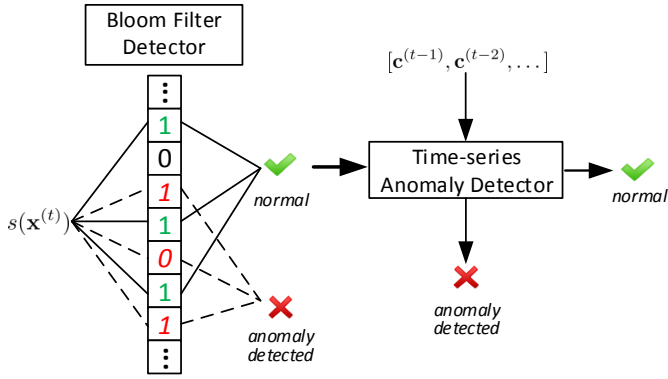 Bloom Filter
Detector
⋮
1
0
1
1
0
1
1
⋮
s(x^(t))
normal
anomaly
detected
[c^(t−1), c^(t−2), . . . ]
Time-series
Anomaly Detector
normal
anomaly
detected